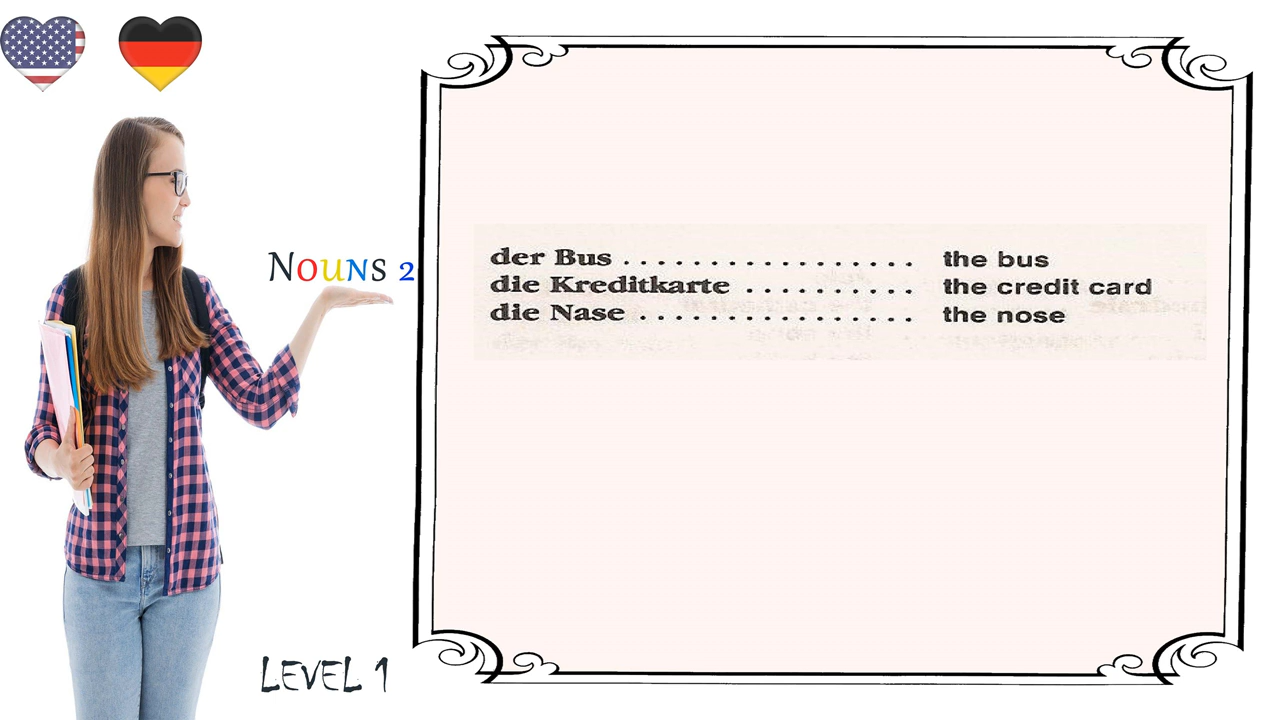 Nouns 2
der Bus . . . . . . . . . . . . . . . . . . the bus
die Kreditkarte . . . . . . . . . . the credit card
die Nase . . . . . . . . . . . . . . . . . the nose
LEVEL 1